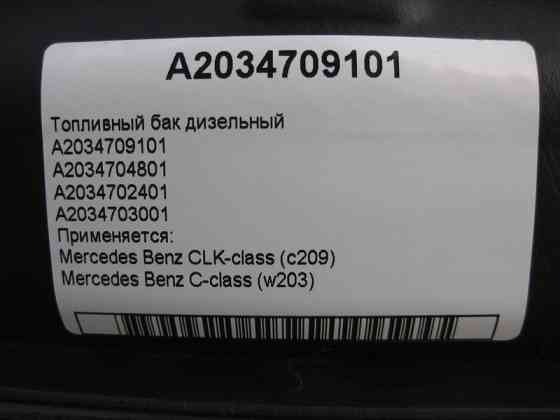 A2034709101
Топливный бак дизельный
A2034709101
A2034704801
A2034702401
A2034703001
Применяется:
Mercedes Benz CLK-class (c209)
Mercedes Benz C-class (w203)